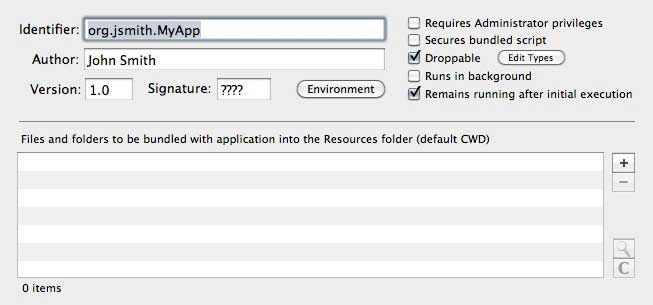 Identifier: org.jsmith.MyApp
Author: John Smith
Version: 1.0 Signature: ???? Environment
Requires Administrator privileges
Secures bundled script
Droppable Edit Types
Runs in background
Remains running after initial execution
Files and folders to be bundled with application into the Resources folder (default CWD)
+
−
C
0 items